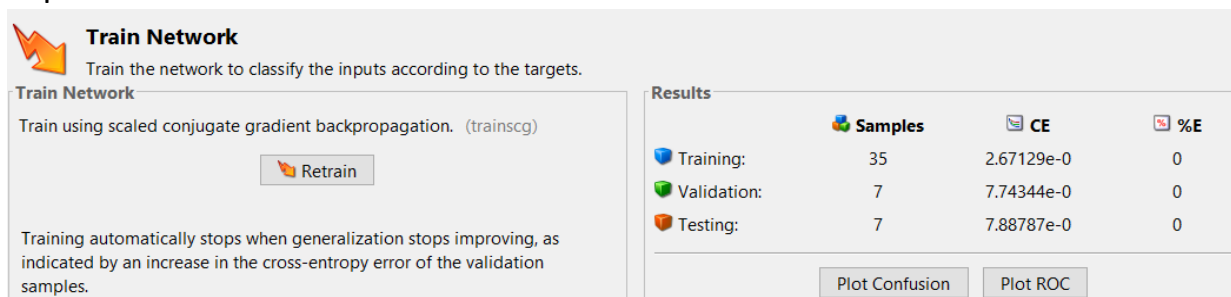 Train Network
Train the network to classify the inputs according to the targets.
Train Network
Train using scaled conjugate gradient backpropagation. (trainscg)
Retrain
Training automatically stops when generalization stops improving, as
indicated by an increase in the cross-entropy error of the validation
samples.
Results
Samples CE %E
Training: 35 2.67129e-0 0
Validation: 7 7.74344e-0 0
Testing: 7 7.88787e-0 0
Plot Confusion Plot ROC